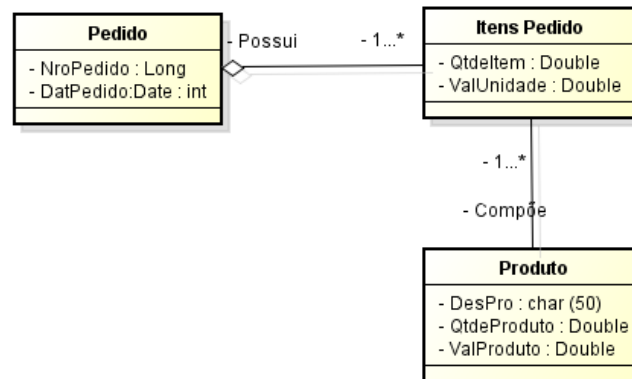 Pedido
- NroPedido : Long
- DatPedido:Date : int
- Possui
- 1...*
Itens Pedido
- QtdeItem : Double
- ValUnidade : Double
- 1...*
- Compõe
Produto
- DesPro : char (50)
- QtdeProduto : Double
- ValProduto : Double